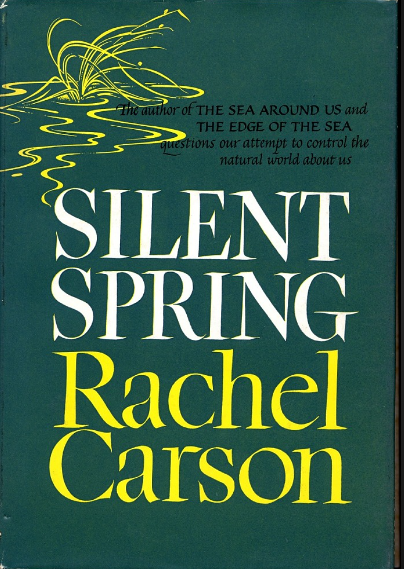 The author of THE SEA AROUND US and
THE EDGE OF THE SEA
questions our attempt to control the
natural world about us
SILENT
SPRING
Rachel
Carson